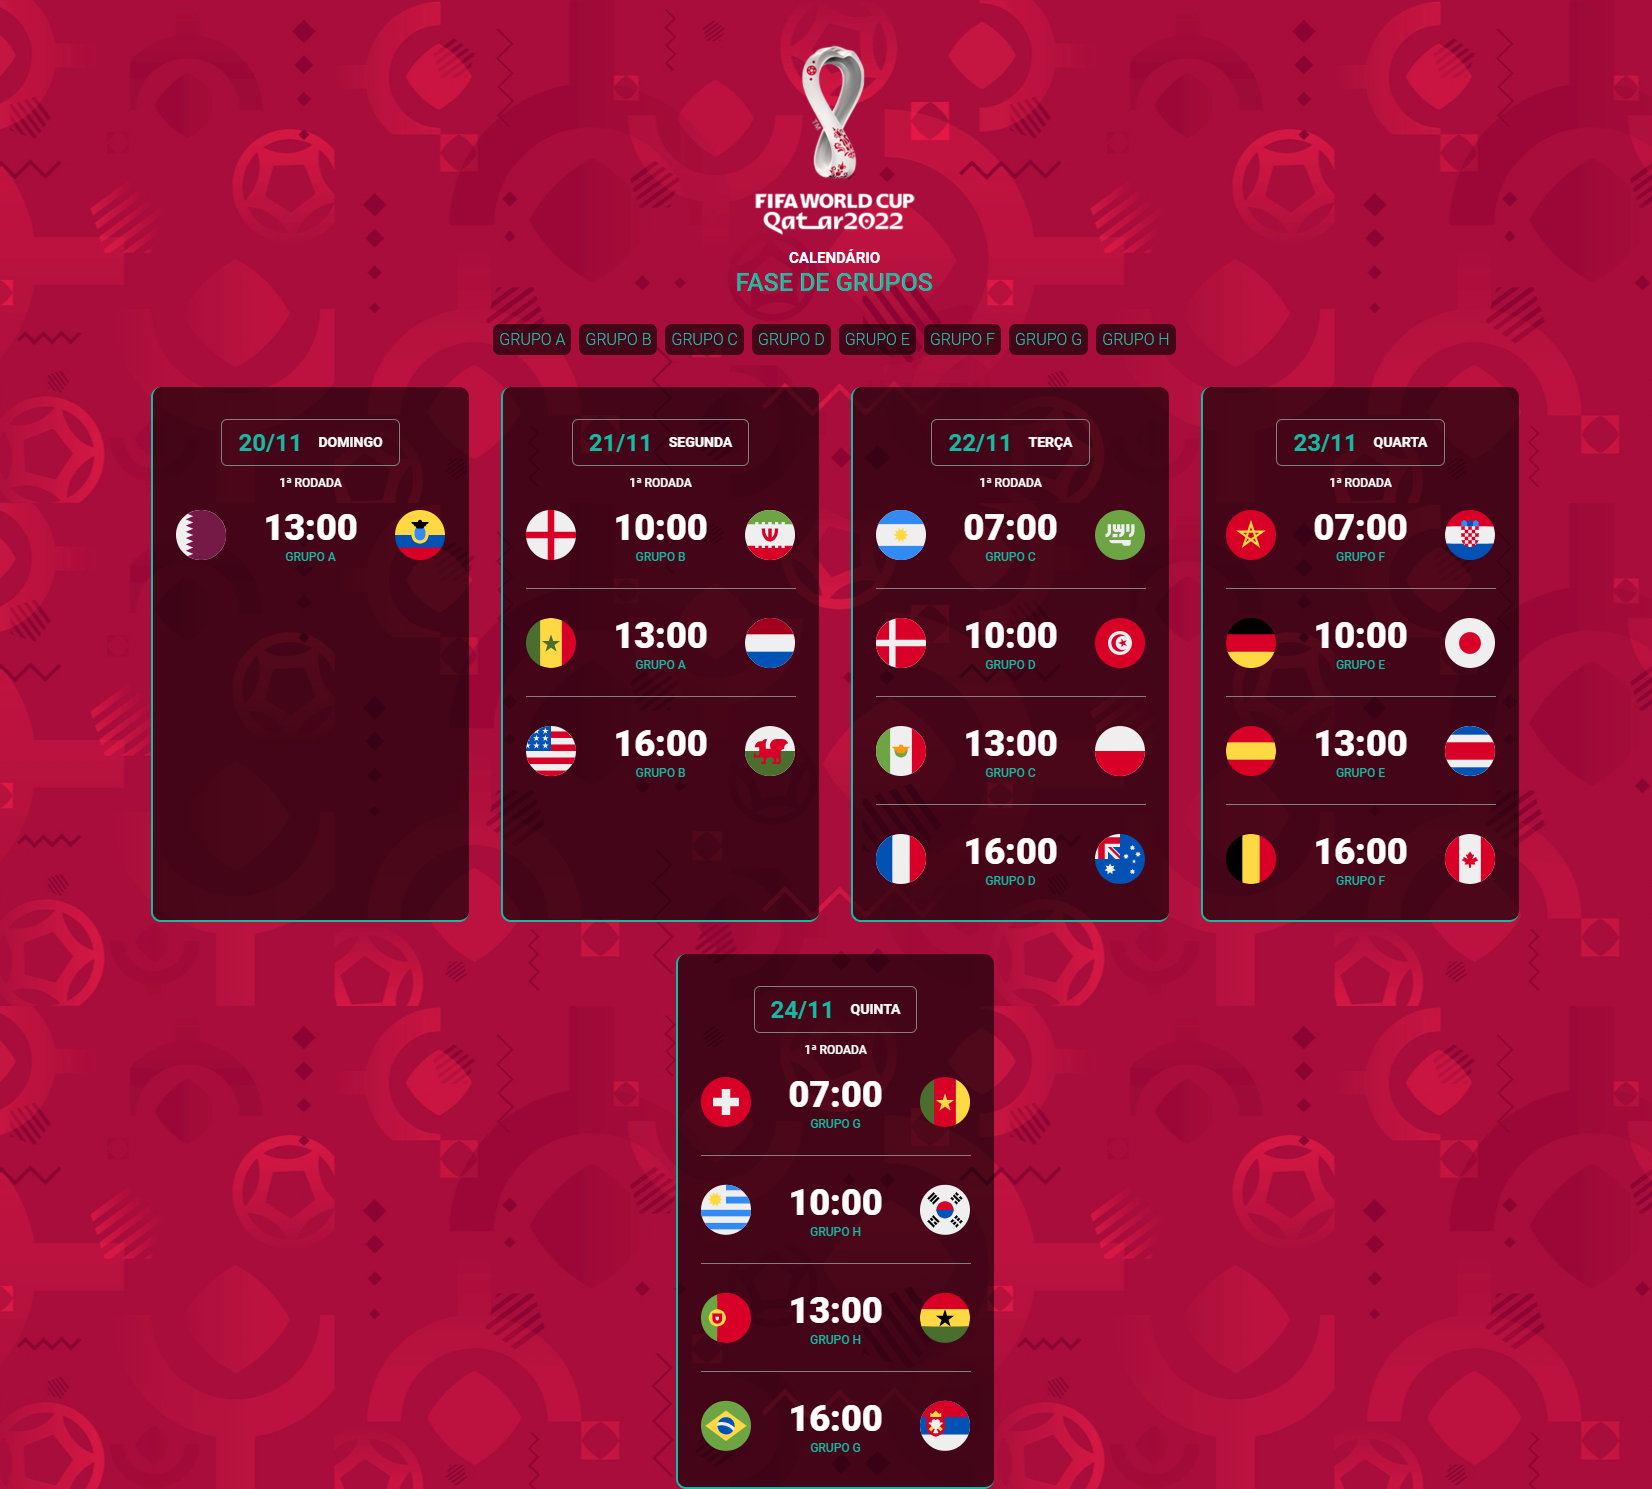 TM
FIFA WORLD CUP
Qatar2022
CALENDÁRIO
FASE DE GRUPOS
GRUPO A GRUPO B GRUPO C GRUPO D GRUPO E GRUPO F GRUPO G GRUPO H
20/11 DOMINGO
1ª RODADA
13:00
GRUPO A
21/11 SEGUNDA
1ª RODADA
10:00
GRUPO B
13:00
GRUPO A
16:00
GRUPO B
22/11 TERÇA
1ª RODADA
07:00
GRUPO C
10:00
GRUPO D
13:00
GRUPO C
16:00
GRUPO D
23/11 QUARTA
1ª RODADA
07:00
GRUPO F
10:00
GRUPO E
13:00
GRUPO E
16:00
GRUPO F
24/11 QUINTA
1ª RODADA
07:00
GRUPO G
10:00
GRUPO H
13:00
GRUPO H
16:00
GRUPO G